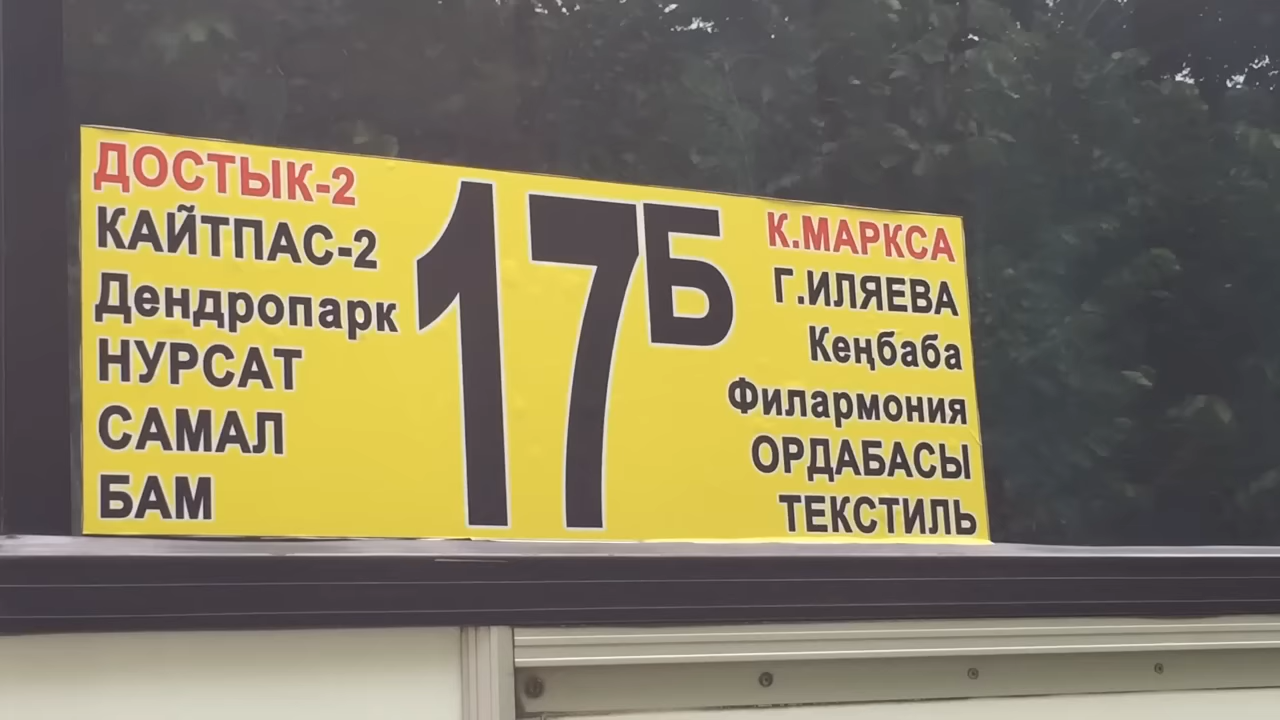 ДОСТЫК-2
КАЙТПАС-2
Дендропарк
НУРСАТ
САМАЛ
БАМ
17Б
К.МАРКСА
Г.ИЛЯЕВА
Кеңбаба
Филармония
ОРДАБАСЫ
ТЕКСТИЛЬ